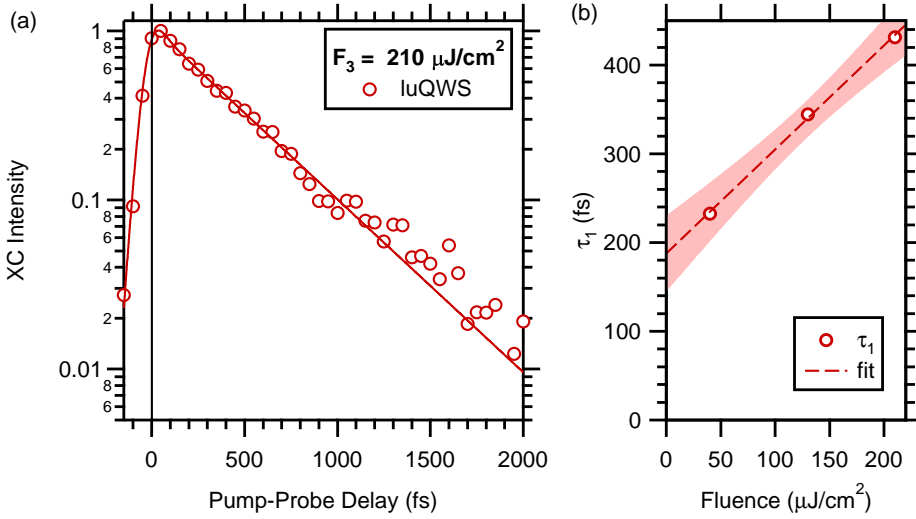 (a)
F₃ = 210 μJ/cm²
luQWS
XC Intensity
1
8
6
4
2
0.1
8
6
4
2
0.01
8
6
0
500
1000
1500
2000
Pump-Probe Delay (fs)
(b)
τ₁ (fs)
400
300
200
100
0
τ₁
fit
0
50
100
150
200
Fluence (μJ/cm²)